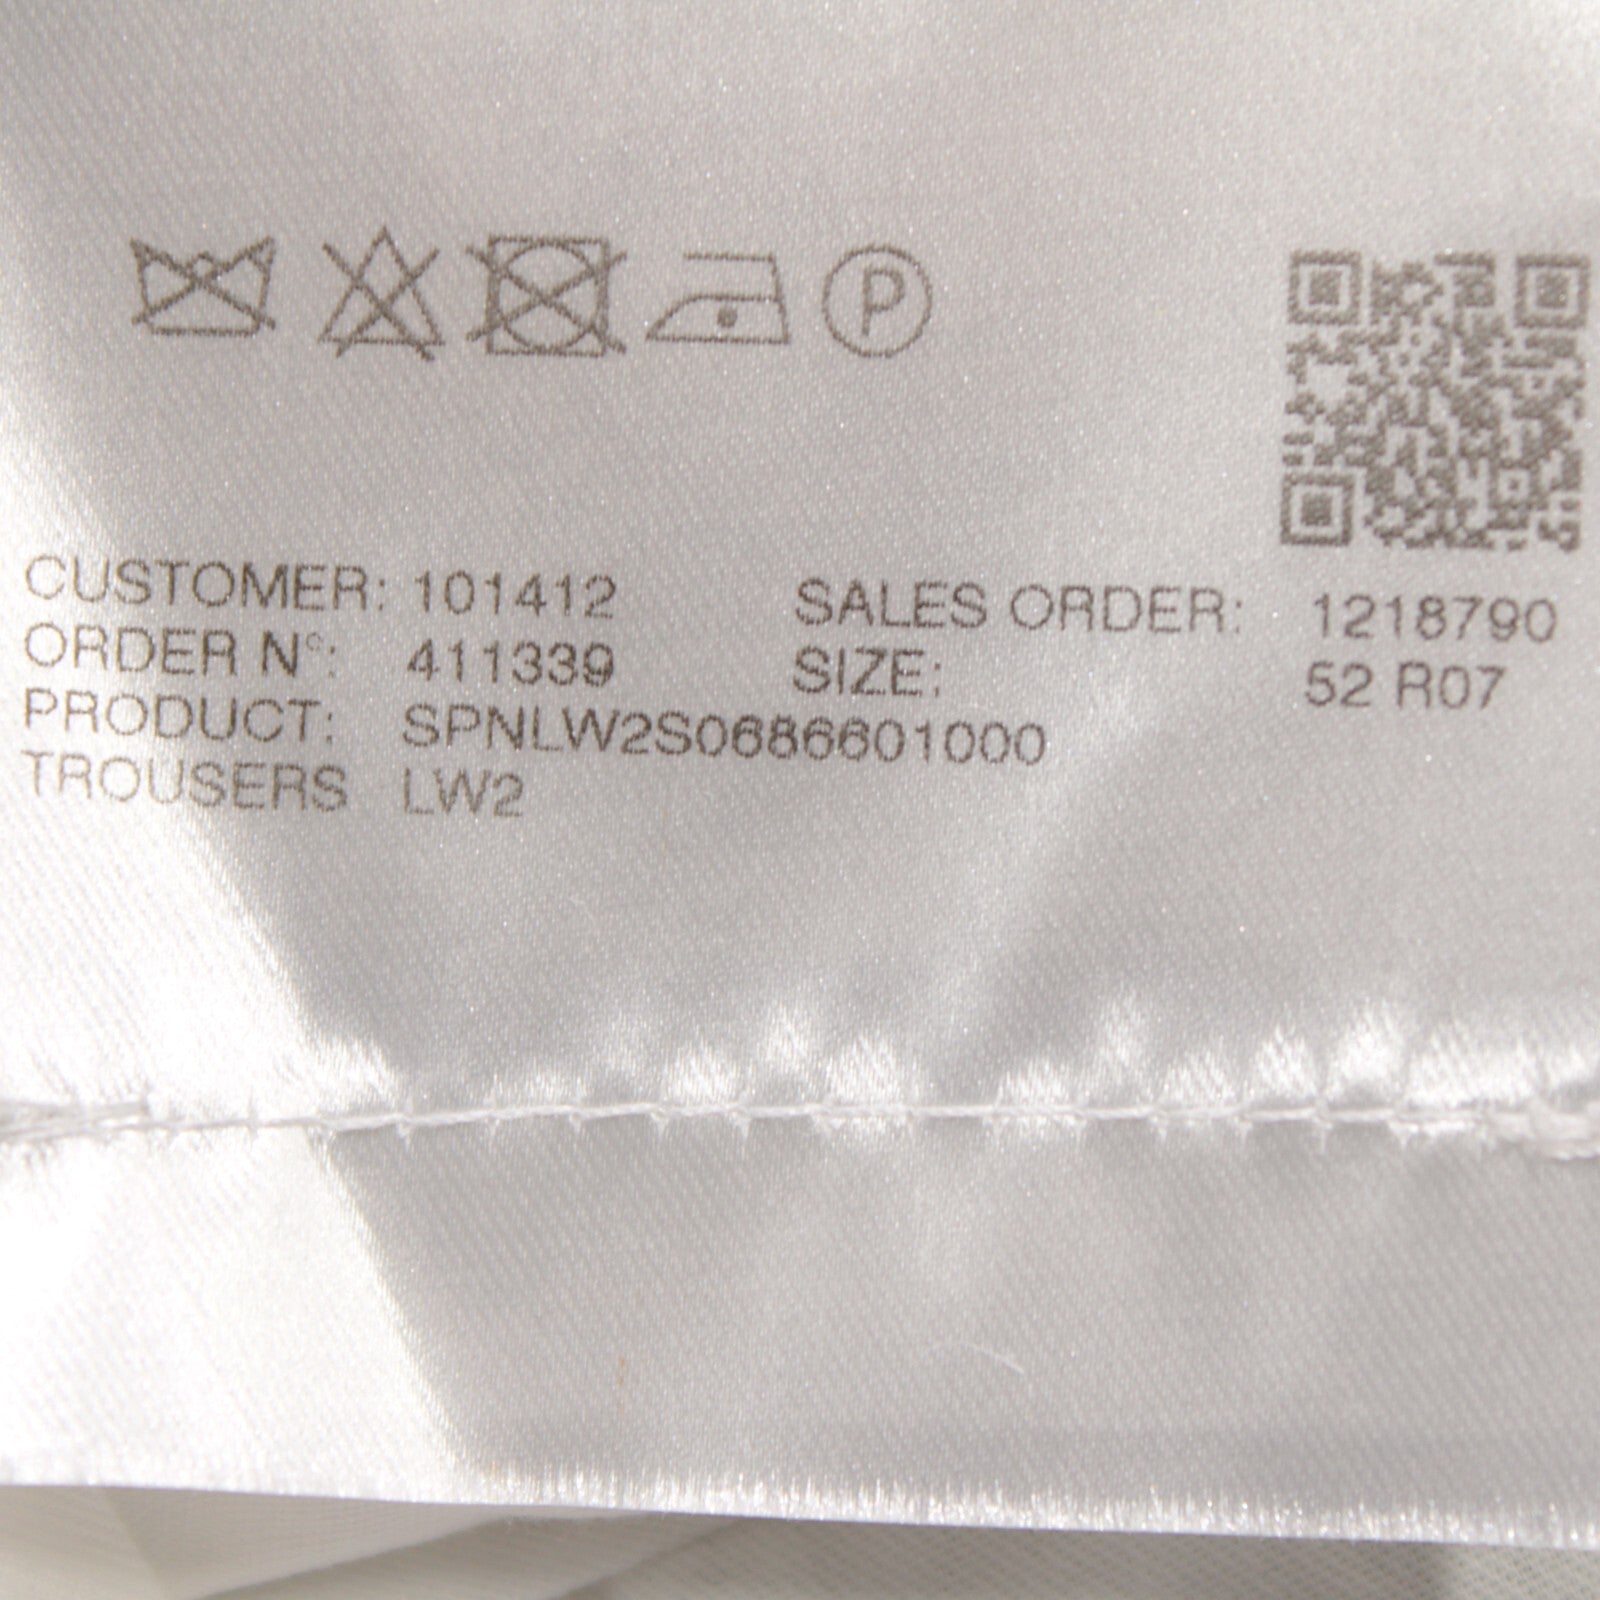 P
CUSTOMER: 101412 SALES ORDER: 1218790
ORDER N°: 411339 SIZE: 52 R07
PRODUCT: SPNLW2S0686601000
TROUSERS LW2